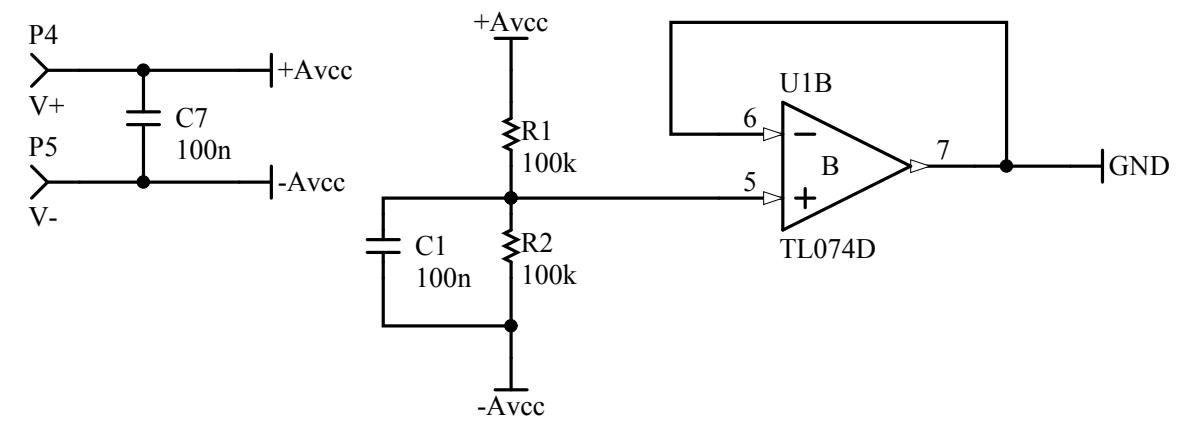 P4
V+
P5
V-
+Avcc
C7
100n
-Avcc
+Avcc
R1
100k
C1
100n
R2
100k
-Avcc
U1B
6
-
5
+
B
7
TL074D
GND